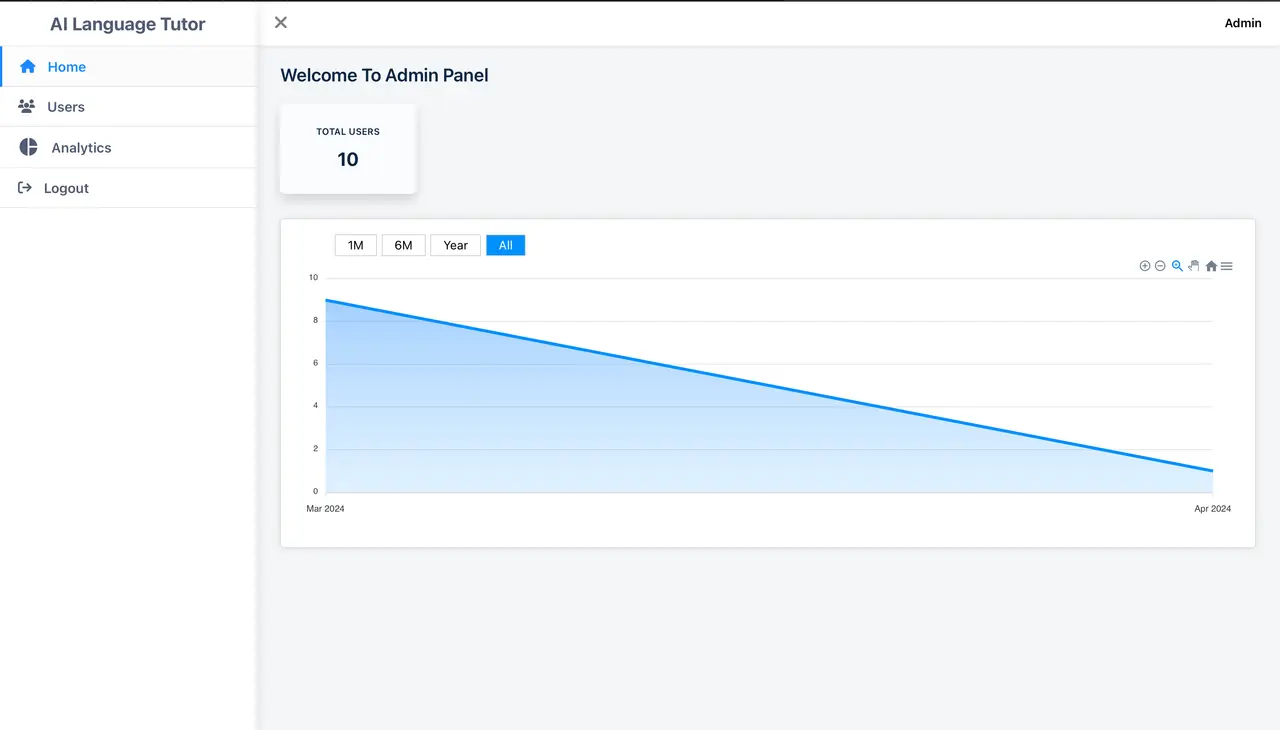 AI Language Tutor
Admin
Home
Users
Analytics
Logout
Welcome To Admin Panel
TOTAL USERS
10
1M 6M Year All
10
8
6
4
2
0
Mar 2024 Apr 2024